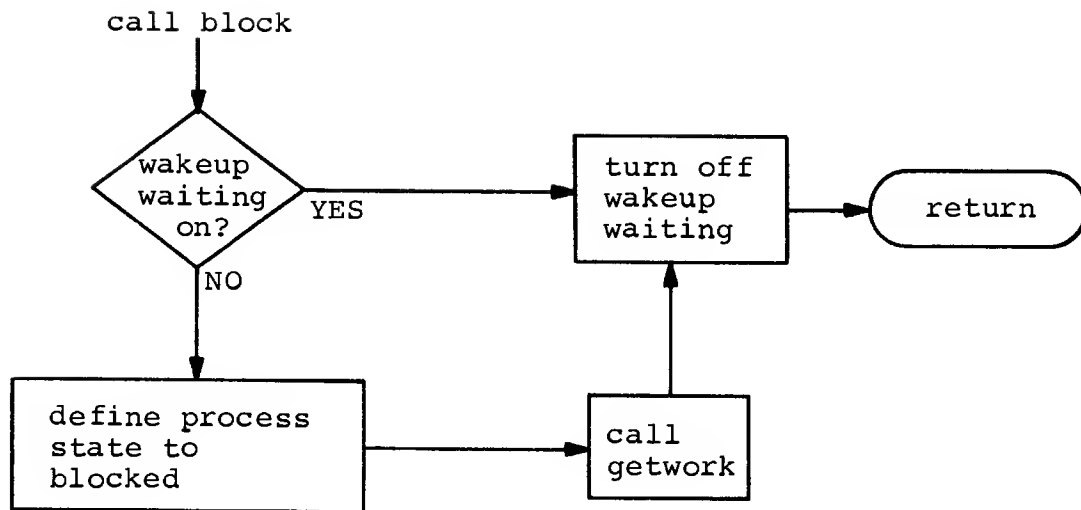 call block
wakeup
waiting
on?
YES
NO
turn off
wakeup
waiting
return
define process
state to
blocked
call
getwork